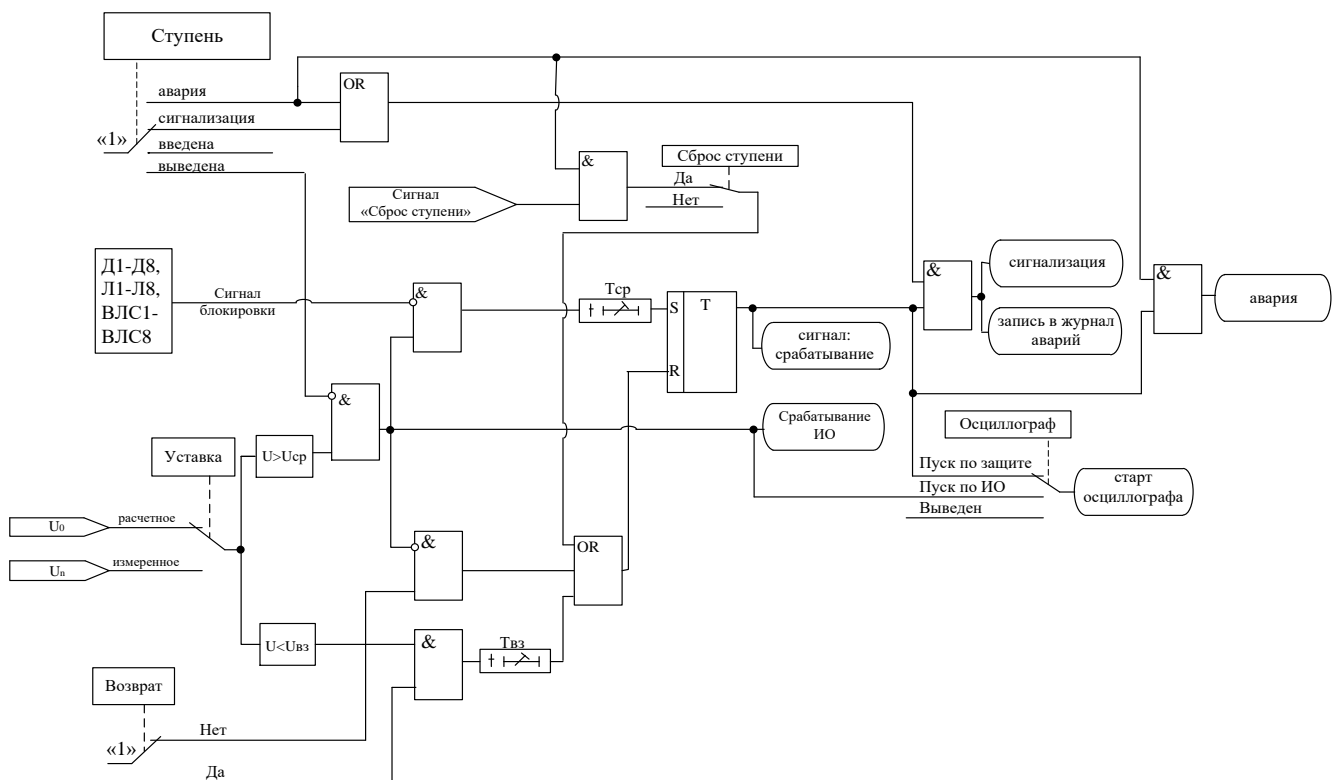 Ступень
авария
OR
сигнализация
«1»
введена
выведена
&
Сброс ступени
Да
Нет
Сигнал
«Сброс ступени»
Д1-Д8,
Л1-Л8,
ВЛС1-
ВЛС8
Сигнал
блокировки
&
Тср
S
T
R
сигнал:
срабатывание
&
сигнализация
запись в журнал
аварий
&
авария
&
Срабатывание
ИО
Осциллограф
Пуск по защите
Пуск по ИО
Выведен
старт
осциллографа
Уставка
U>Uср
U0
расчетное
Un
измеренное
&
OR
U<Uвз
&
Твз
Возврат
Нет
«1»
Да